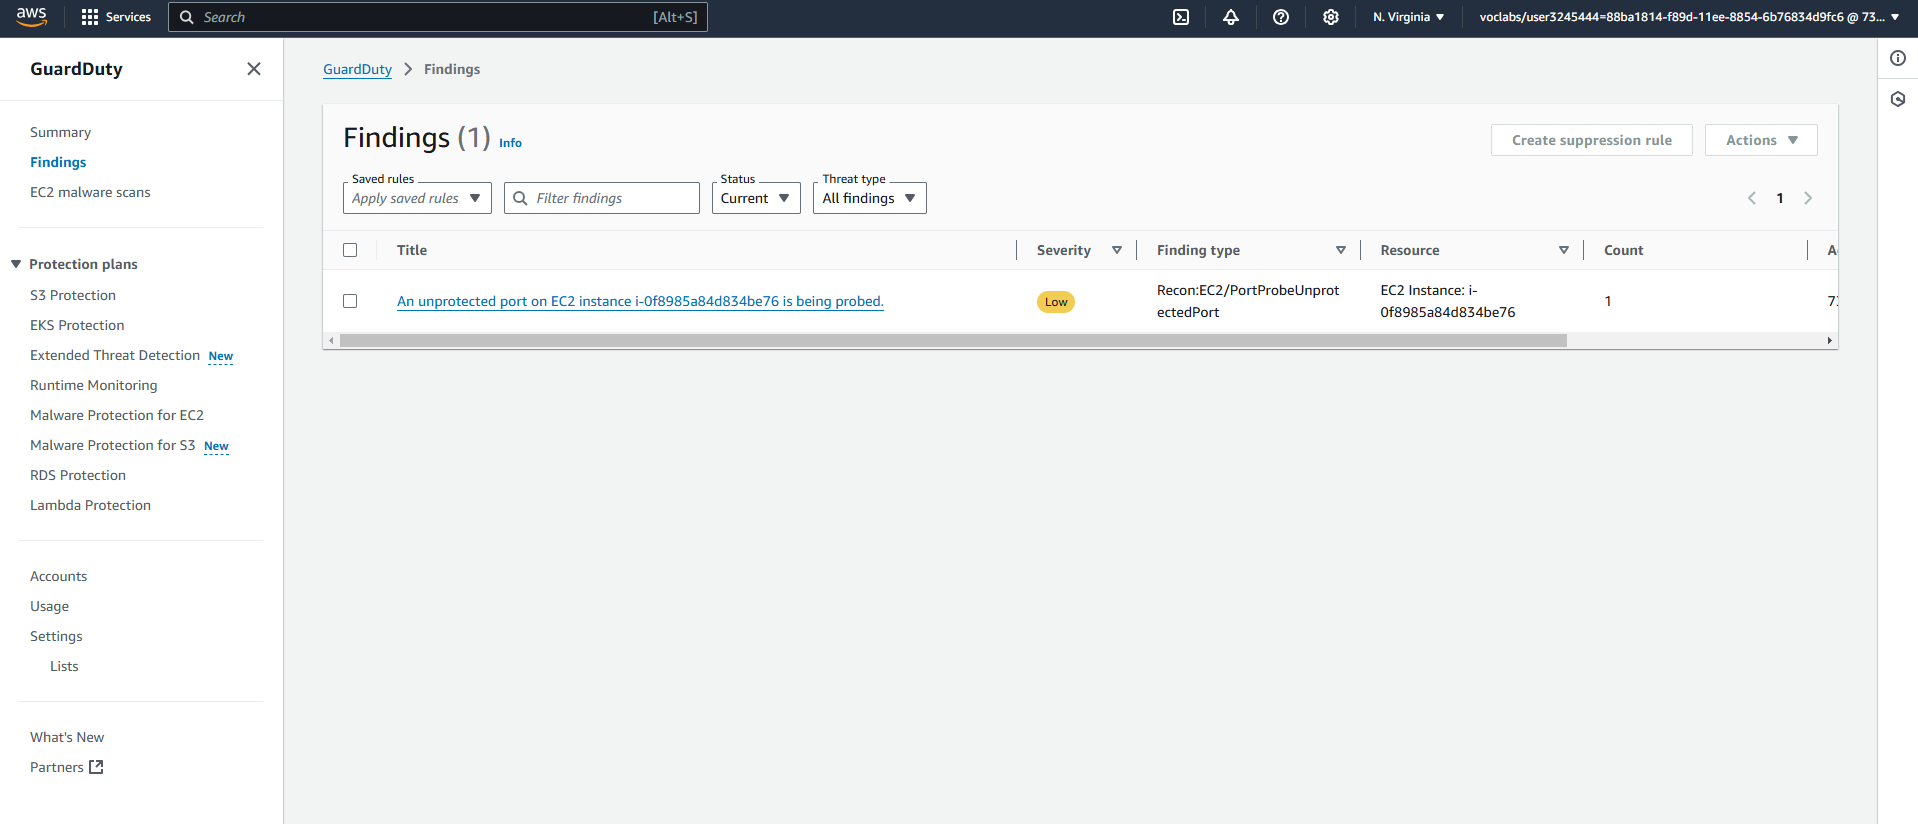 aws
Services
Search
[Alt+S]
N. Virginia
voclabs/user3245444=88ba1814-f89d-11ee-8854-6b76834d9fc6 @ 73...
GuardDuty
Summary
Findings
EC2 malware scans
Protection plans
S3 Protection
EKS Protection
Extended Threat Detection New
Runtime Monitoring
Malware Protection for EC2
Malware Protection for S3 New
RDS Protection
Lambda Protection
Accounts
Usage
Settings
Lists
What's New
Partners
GuardDuty > Findings
Findings (1) Info
Create suppression rule
Actions
Saved rules
Apply saved rules
Filter findings
Status
Current
Threat type
All findings
1
Title
Severity
Finding type
Resource
Count
An unprotected port on EC2 instance i-0f8985a84d834be76 is being probed.
Low
Recon:EC2/PortProbeUnprot
ectedPort
EC2 Instance: i-
0f8985a84d834be76
1